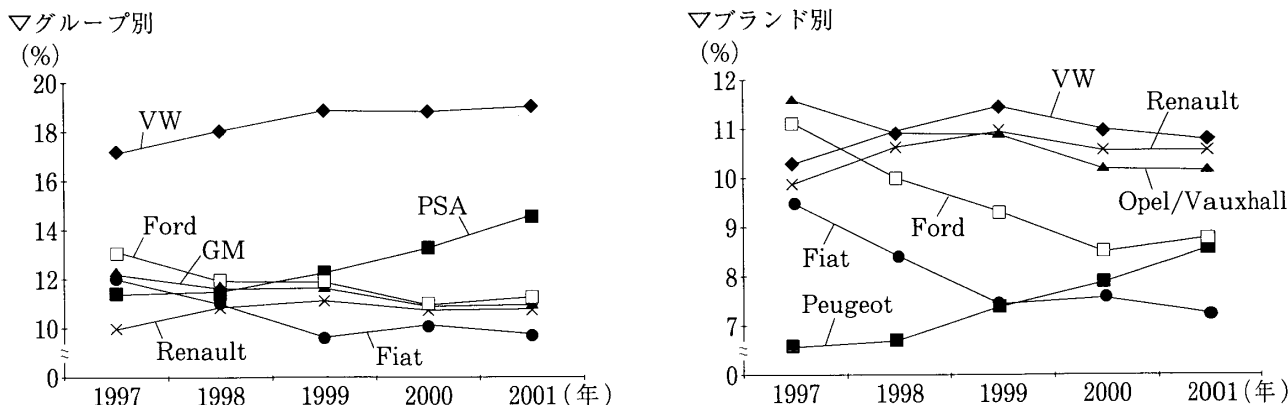 ▽グループ別
(%)
20
18
16
14
12
10
0
VW
PSA
Ford
GM
Renault
Fiat
1997 1998 1999 2000 2001(年)
▽ブランド別
(%)
12
11
10
9
8
7
0
VW
Renault
Opel/Vauxhall
Ford
Fiat
Peugeot
1997 1998 1999 2000 2001(年)